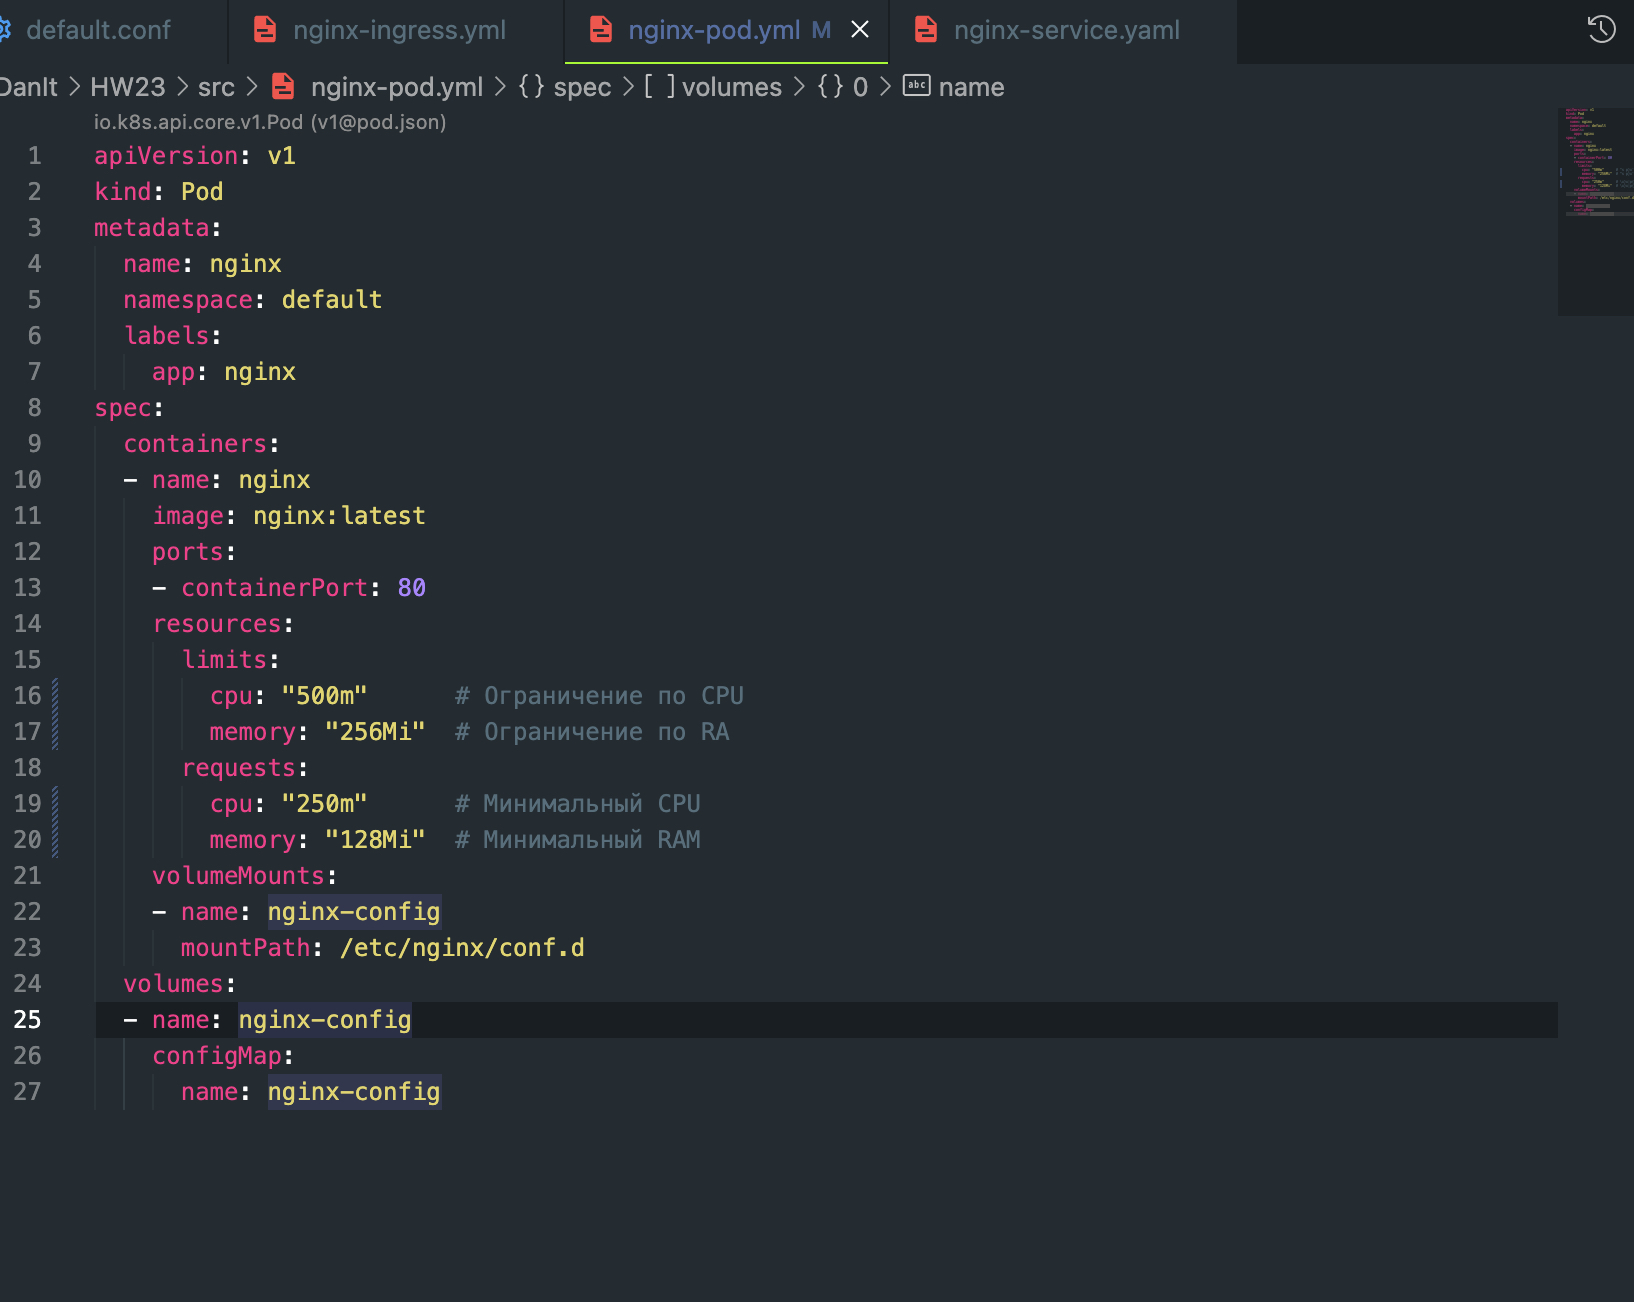 default.conf nginx-ingress.yml nginx-pod.yml M nginx-service.yaml
DanIt > HW23 > src > nginx-pod.yml > {} spec > [ ] volumes > {} 0 > abc name
io.k8s.api.core.v1.Pod (v1@pod.json)
1 apiVersion: v1
2 kind: Pod
3 metadata:
4   name: nginx
5   namespace: default
6   labels:
7     app: nginx
8 spec:
9   containers:
10   - name: nginx
11     image: nginx:latest
12     ports:
13     - containerPort: 80
14     resources:
15       limits:
16         cpu: "500m"      # Ограничение по CPU
17         memory: "256Mi"  # Ограничение по RA
18       requests:
19         cpu: "250m"      # Минимальный CPU
20         memory: "128Mi"  # Минимальный RAM
21     volumeMounts:
22     - name: nginx-config
23       mountPath: /etc/nginx/conf.d
24   volumes:
25   - name: nginx-config
26     configMap:
27       name: nginx-config